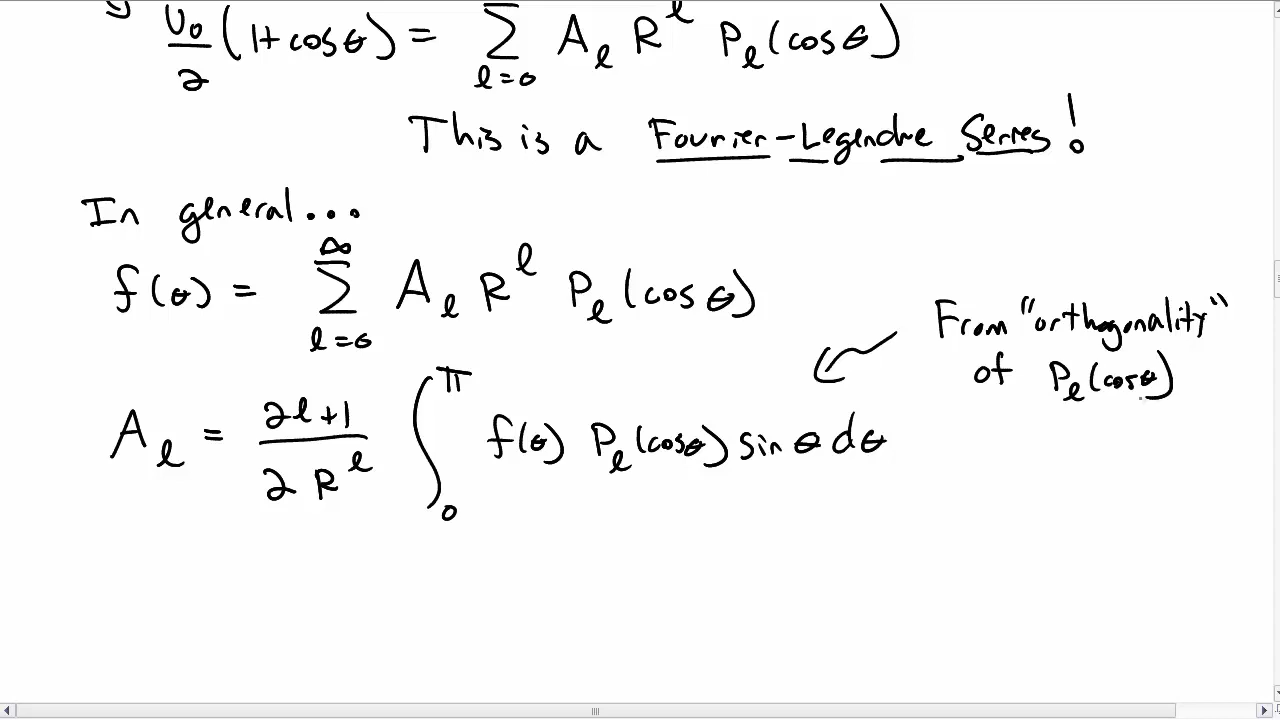 U₀/2 (1+cosθ) = Σ_{l=0} A_l R^l P_l(cosθ)
This is a Fourier-Legendre Series!
In general...
f(θ) = Σ_{l=0}^{∞} A_l R^l P_l(cosθ)
From "orthogonality"
of P_l(cosθ)
A_l = (2l+1)/(2R^l) ∫_0^π f(θ) P_l(cosθ) sinθ dθ